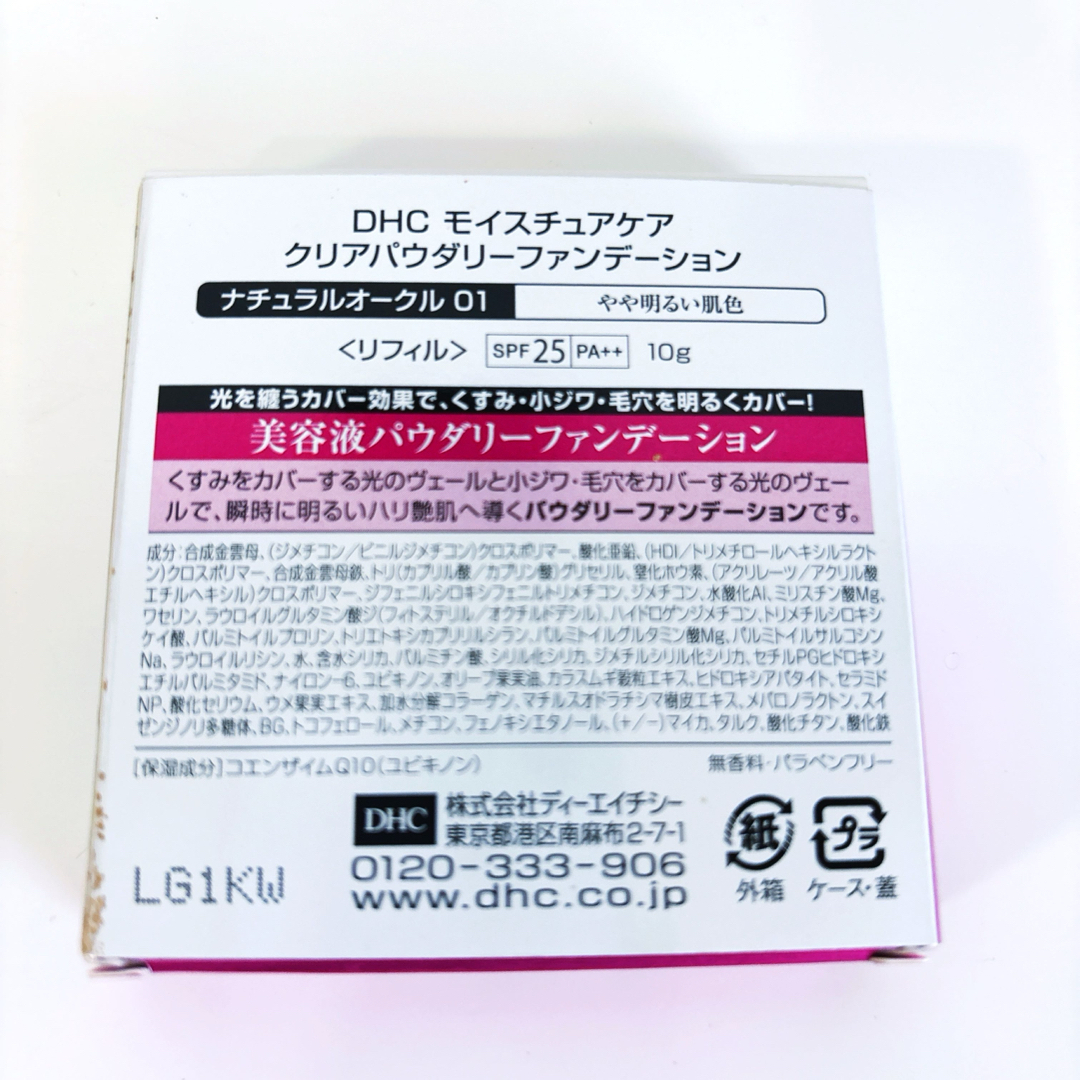 DHC モイスチュアケア
クリアパウダリーファンデーション
ナチュラルオークル 01 やや明るい肌色
<リフィル> SPF25 PA++ 10g
光を纏うカバー効果で、くすみ・小ジワ・毛穴を明るくカバー!
美容液パウダリーファンデーション
くすみをカバーする光のヴェールと小ジワ・毛穴をカバーする光のヴェー
ルで、瞬時に明るいハリ艶肌へ導くパウダリーファンデーションです。
成分:合成金雲母、(ジメチコン/ビニルジメチコン)クロスポリマー、酸化亜鉛、(HDI/トリメチロールヘキシルラクト
ン)クロスポリマー、合成金雲母鉄、トリ(カプリル酸/カプリン酸)グリセリル、窒化ホウ素、(アクリレーツ/アクリル酸
エチルヘキシル)クロスポリマー、ジフェニルシロキシフェニルトリメチコン、ジメチコン、水酸化Al、ミリスチン酸Mg、
ワセリン、ラウロイルグルタミン酸ジ(フィトステリル/オクチルドデシル)、ハイドロゲンジメチコン、トリメチルシロキシ
ケイ酸、パルミトイルプロリン、トリエトキシカプリリルシラン、パルミトイルグルタミン酸Mg、パルミトイルサルコシン
Na、ラウロイルリシン、水、含水シリカ、パルミチン酸、シリル化シリカ、ジメチルシリル化シリカ、セチルPGヒドロキシ
エチルパルミタミド、ナイロン-6、ユビキノン、オリーブ果実油、カラスムギ穀粒エキス、ヒドロキシアパタイト、セラミド
NP、酸化セリウム、ウメ果実エキス、加水分解コラーゲン、マテルスオドラチシマ樹皮エキス、メバロノラクトン、スイ
ゼンジノリ多糖体、BG、トコフェロール、メチコン、フェノキシエタノール、(+/-)マイカ、タルク、酸化チタン、酸化鉄
[保湿成分]コエンザイムQ10(ユビキノン) 無香料・パラベンフリー
DHC 株式会社ディーエイチシー
東京都港区南麻布2-7-1
0120-333-906
www.dhc.co.jp
LG1KW
紙 プラ
外箱 ケース・蓋